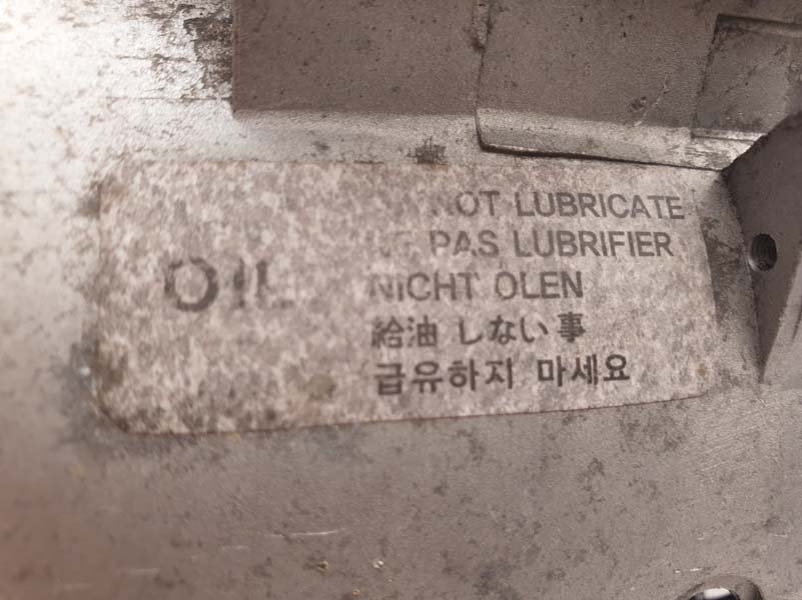 OIL
NOT LUBRICATE
PAS LUBRIFIER
NICHT OLEN
給油 しない事
급유하지 마세요